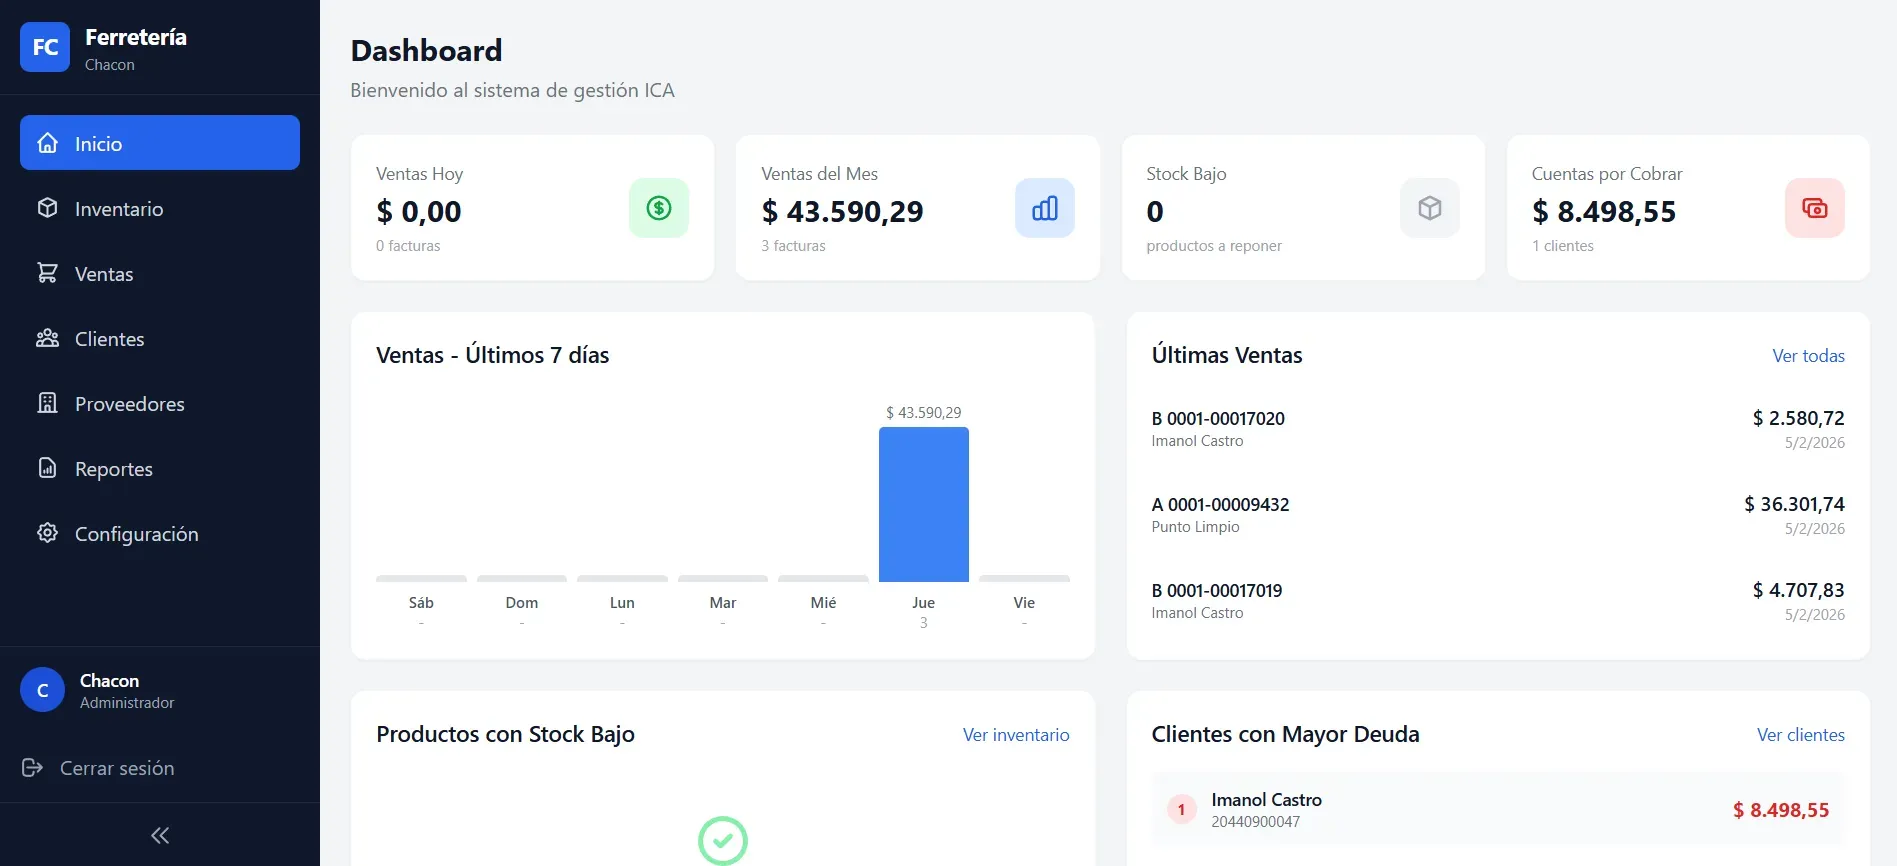 FC
Ferretería
Chacon
Inicio
Inventario
Ventas
Clientes
Proveedores
Reportes
Configuración
C
Chacon
Administrador
Cerrar sesión
Dashboard
Bienvenido al sistema de gestión ICA
Ventas Hoy
$ 0,00
0 facturas
Ventas del Mes
$ 43.590,29
3 facturas
Stock Bajo
0
productos a reponer
Cuentas por Cobrar
$ 8.498,55
1 clientes
Ventas - Últimos 7 días
$ 43.590,29
Sáb Dom Lun Mar Mié Jue Vie
- - - - - 3 -
Últimas Ventas Ver todas
B 0001-00017020 $ 2.580,72
Imanol Castro 5/2/2026
A 0001-00009432 $ 36.301,74
Punto Limpio 5/2/2026
B 0001-00017019 $ 4.707,83
Imanol Castro 5/2/2026
Productos con Stock Bajo Ver inventario
Clientes con Mayor Deuda Ver clientes
1 Imanol Castro $ 8.498,55
20440900047